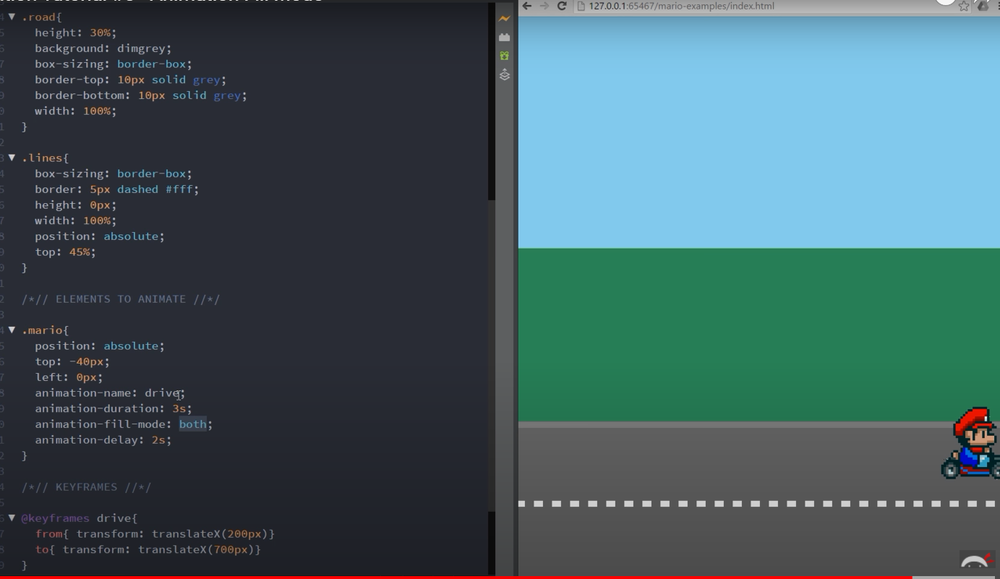 127.0.0.1:65467/mario-examples/index.html
.road{
height: 30%;
background: dimgrey;
box-sizing: border-box;
border-top: 10px solid grey;
border-bottom: 10px solid grey;
width: 100%;
}
.lines{
box-sizing: border-box;
border: 5px dashed #fff;
height: 0px;
width: 100%;
position: absolute;
top: 45%;
}
/*// ELEMENTS TO ANIMATE //*/
.mario{
position: absolute;
top: -40px;
left: 0px;
animation-name: drive;
animation-duration: 3s;
animation-fill-mode: both;
animation-delay: 2s;
}
/*// KEYFRAMES //*/
@keyframes drive{
from{ transform: translateX(200px)}
to{ transform: translateX(700px)}
}